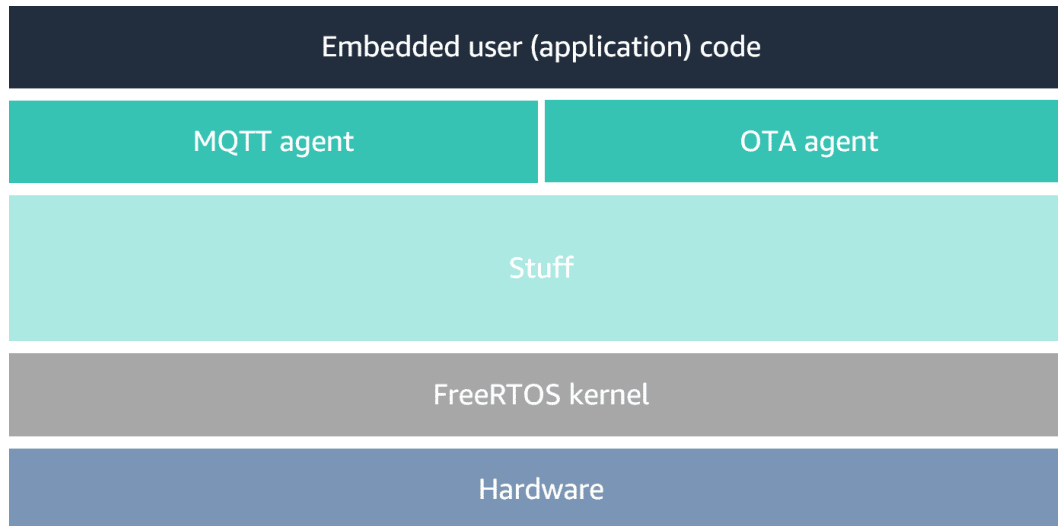 Embedded user (application) code
MQTT agent
OTA agent
Stuff
FreeRTOS kernel
Hardware